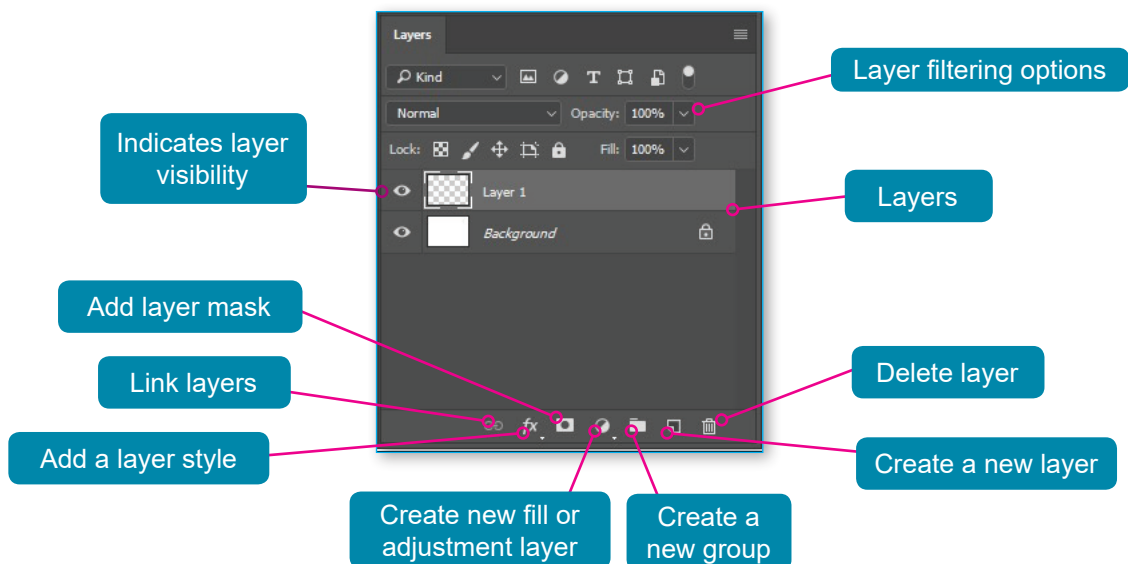 Layers
Kind
Layer filtering options
Normal
Opacity: 100%
Indicates layer
visibility
Lock:
Fill: 100%
Layer 1
Layers
Background
Add layer mask
Link layers
Delete layer
fx
Add a layer style
Create a new layer
Create new fill or
adjustment layer
Create a
new group